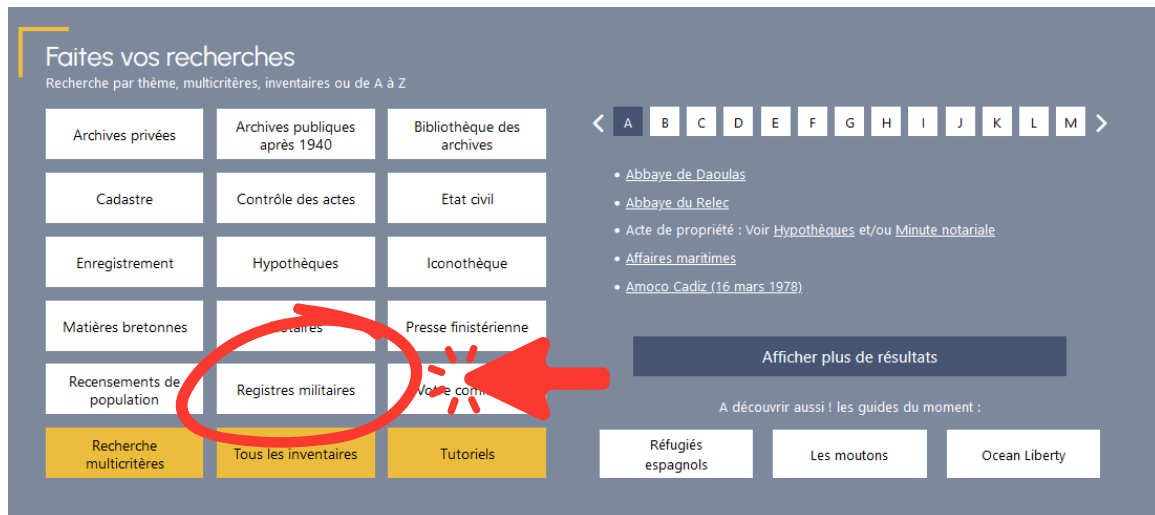 Faites vos recherches
Recherche par thème, multicritères, inventaires ou de A à Z
Archives privées
Archives publiques
après 1940
Bibliothèque des
archives
Cadastre
Contrôle des actes
Etat civil
Enregistrement
Hypothèques
Iconothèque
Matières bretonnes
Presse finistérienne
Recensements de
population
Registres militaires
Votre
Recherche
multicritères
Tous les inventaires
Tutoriels
A B C D E F G H I J K L M
• Abbaye de Daoulas
• Abbaye du Relec
• Acte de propriété : Voir Hypothèques et/ou Minute notariale
• Affaires maritimes
• Amoco Cadiz (16 mars 1978)
Afficher plus de résultats
A découvrir aussi ! les guides du moment :
Réfugiés
espagnols
Les moutons
Ocean Liberty